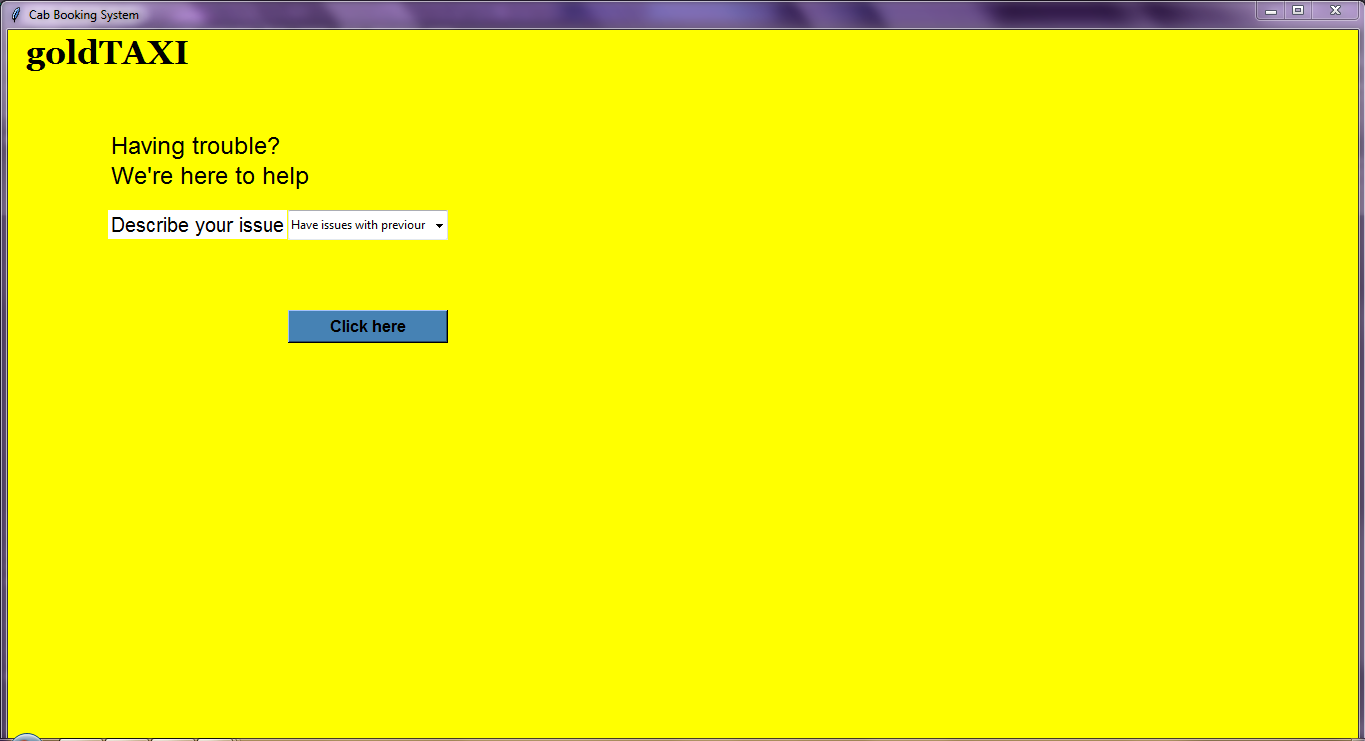 Cab Booking System
goldTAXI
Having trouble?
We're here to help
Describe your issue
Have issues with previour
Click here